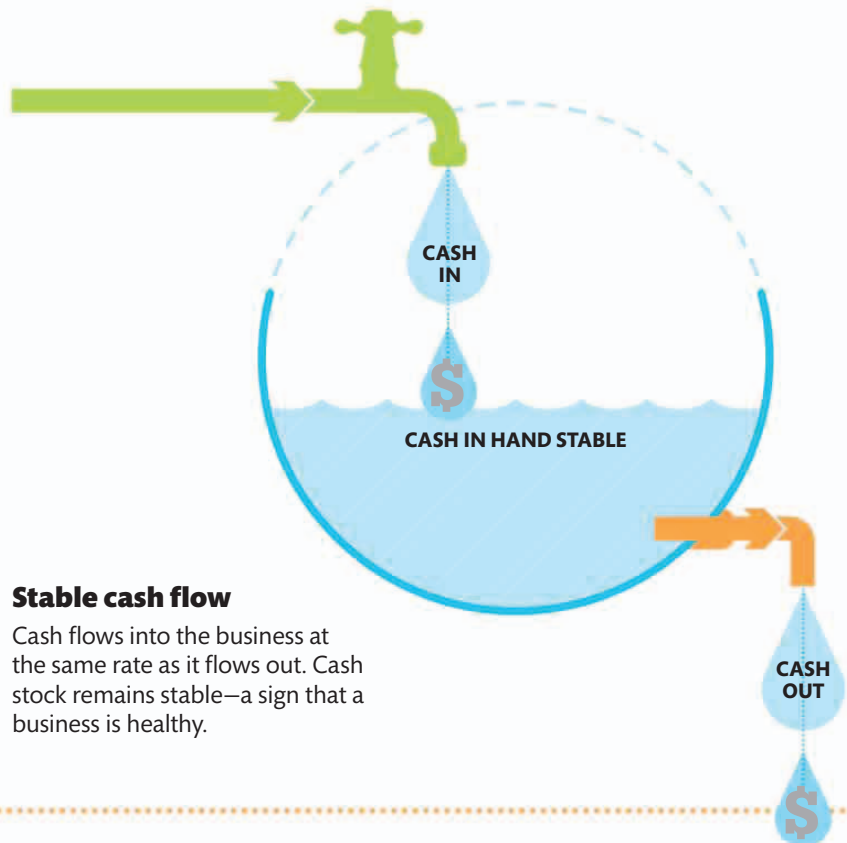 CASH
IN
$
CASH IN HAND STABLE
Stable cash flow
Cash flows into the business at
the same rate as it flows out. Cash
stock remains stable—a sign that a
business is healthy.
CASH
OUT
$